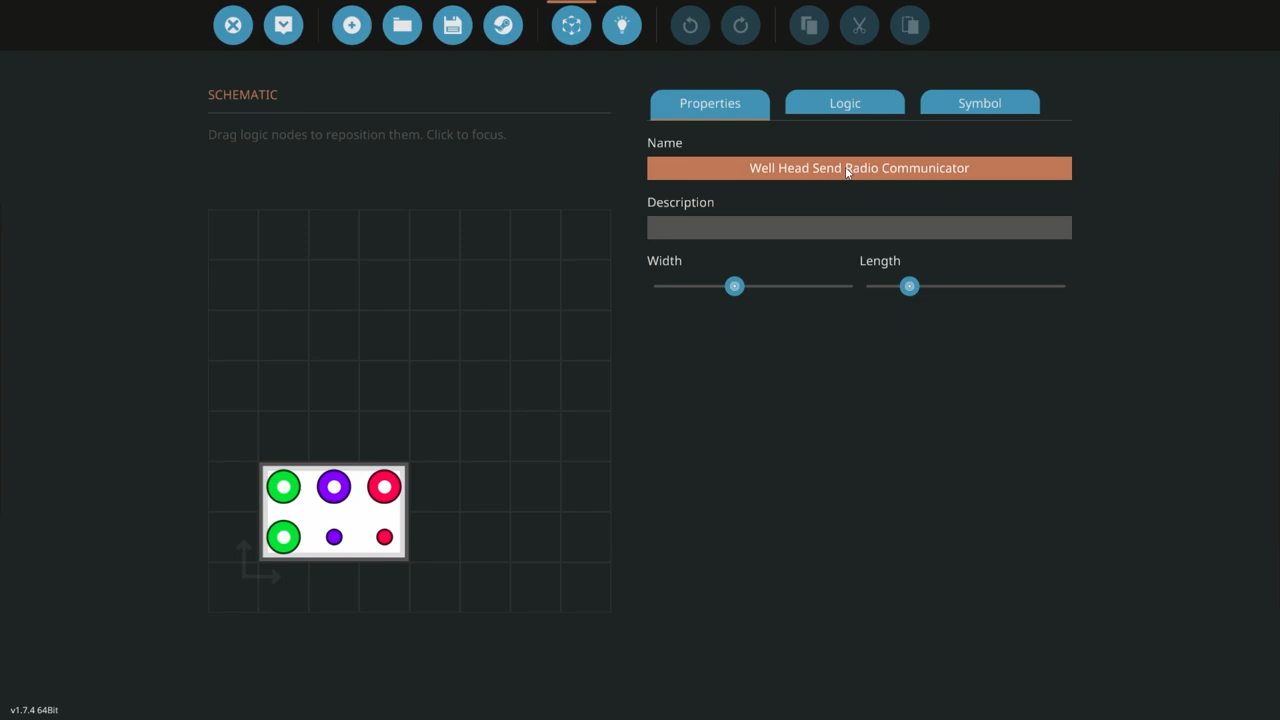 SCHEMATIC
Drag logic nodes to reposition them. Click to focus.
Properties
Logic
Symbol
Name
Well Head Send Radio Communicator
Description
Width
Length
v1.7.4 64Bit